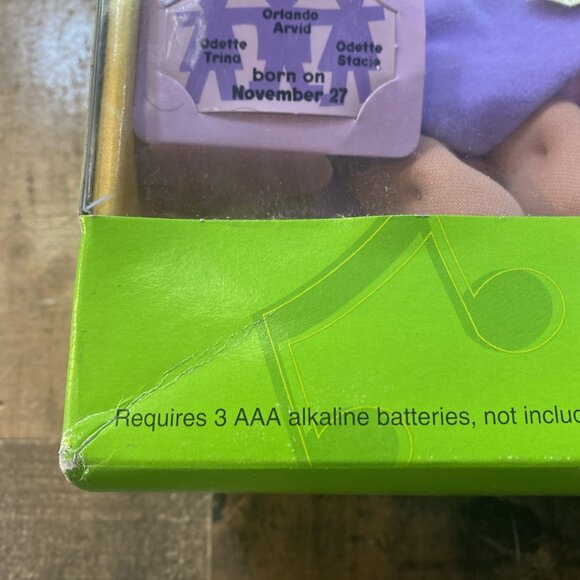 Orlando
Arvid
Odette
Trina
Odette
Stacie
born on
November 27
Requires 3 AAA alkaline batteries, not includ